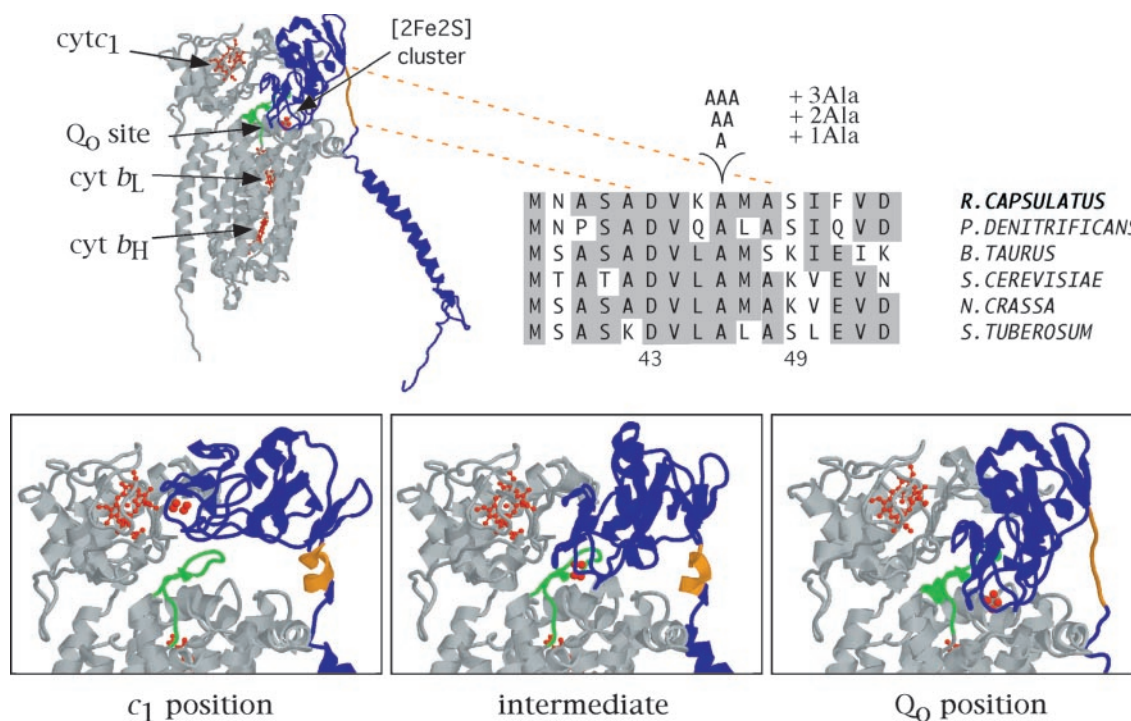 cytc1
[2Fe2S]
cluster
Qo site
cyt bL
cyt bH
AAA + 3Ala
AA + 2Ala
A + 1Ala
M N A S A D V K A M A S I F V D R.CAPSULATUS
M N P S A D V Q A L A S I Q V D P.DENITRIFICANS
M S A S A D V L A M S K I E I K B.TAURUS
M T A T A D V L A M A K V E V N S.CEREVISIAE
M S A S A D V L A M A K V E V D N.CRASSA
M S A S K D V L A L A S L E V D S.TUBEROSUM
43 49
c1 position
intermediate
Qo position